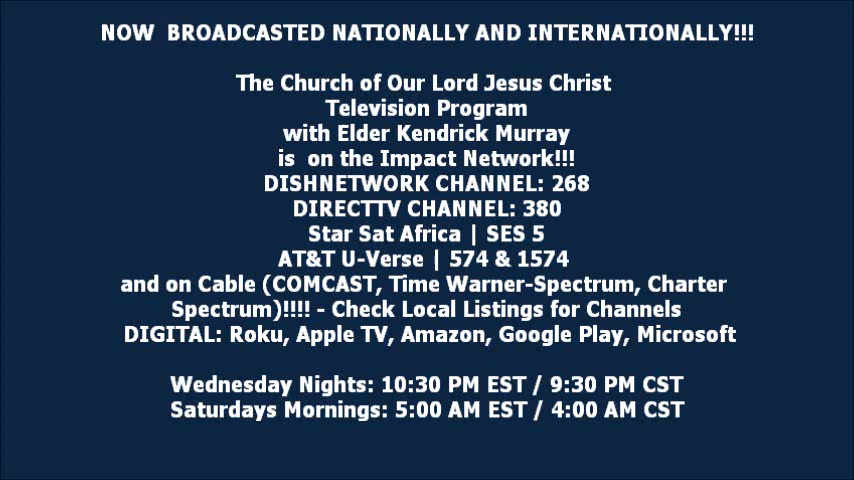 NOW BROADCASTED NATIONALLY AND INTERNATIONALLY!!!
The Church of Our Lord Jesus Christ
Television Program
with Elder Kendrick Murray
is on the Impact Network!!!
DISHNETWORK CHANNEL: 268
DIRECTTV CHANNEL: 380
Star Sat Africa | SES 5
AT&T U-Verse | 574 & 1574
and on Cable (COMCAST, Time Warner-Spectrum, Charter
Spectrum)!!!! - Check Local Listings for Channels
DIGITAL: Roku, Apple TV, Amazon, Google Play, Microsoft
Wednesday Nights: 10:30 PM EST / 9:30 PM CST
Saturdays Mornings: 5:00 AM EST / 4:00 AM CST